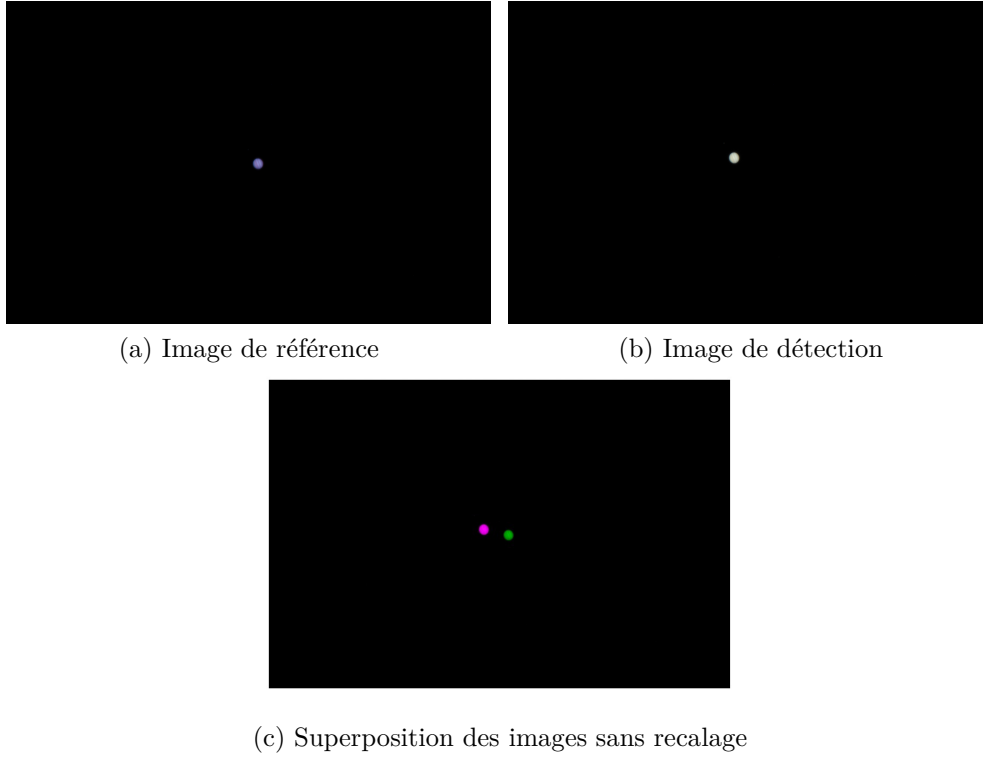 (a) Image de référence
(b) Image de détection
(c) Superposition des images sans recalage